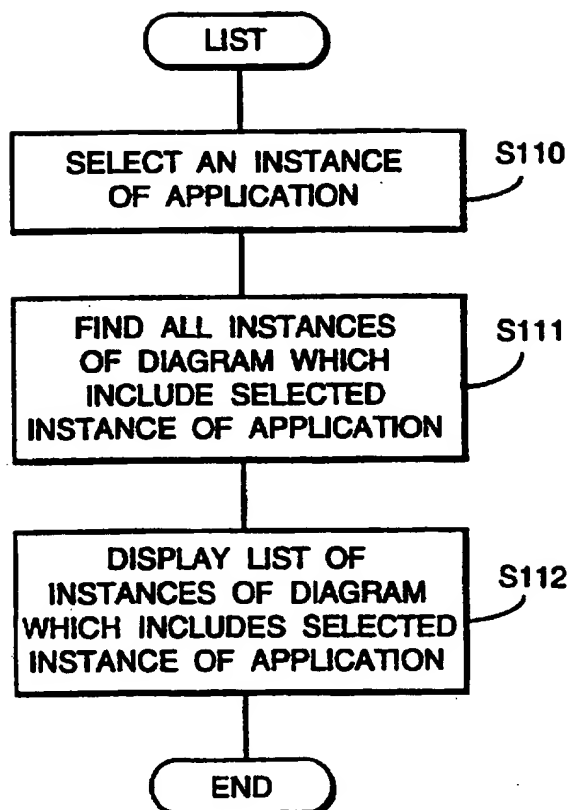 LIST
SELECT AN INSTANCE
OF APPLICATION
S110
FIND ALL INSTANCES
OF DIAGRAM WHICH
INCLUDE SELECTED
INSTANCE OF APPLICATION
S111
DISPLAY LIST OF
INSTANCES OF DIAGRAM
WHICH INCLUDES SELECTED
INSTANCE OF APPLICATION
S112
END